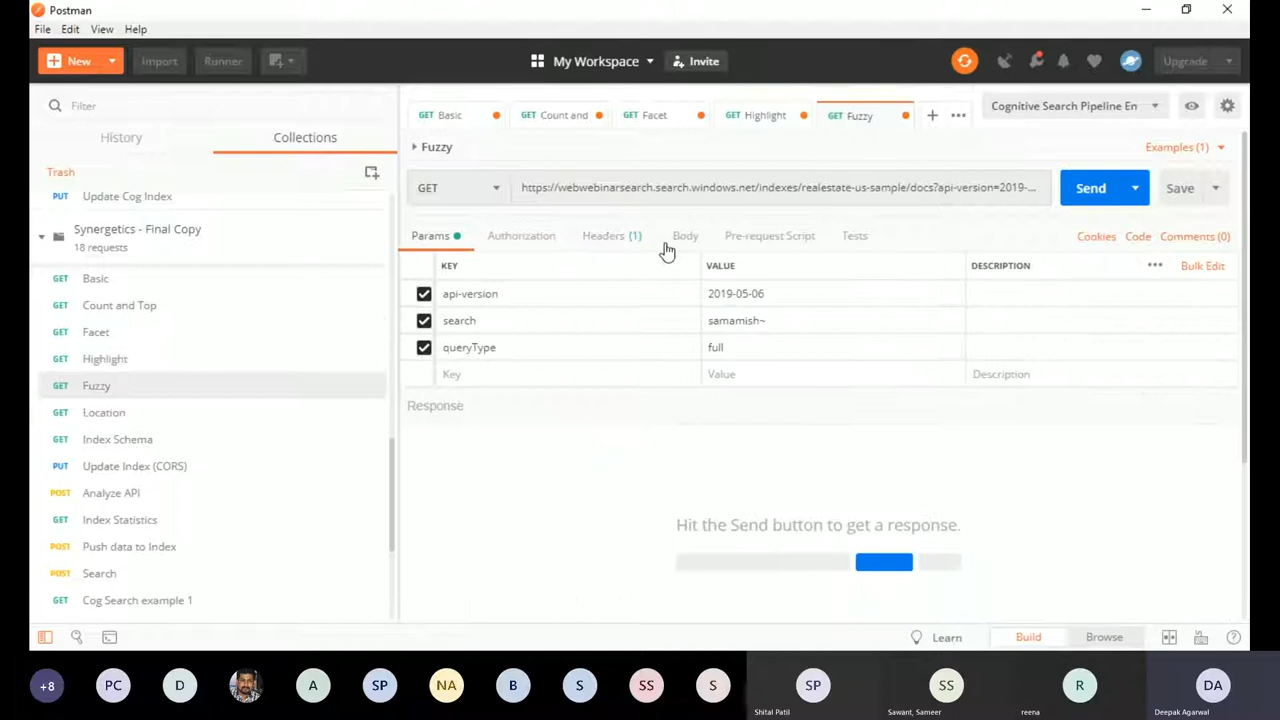 Postman
File Edit View Help
New Import Runner My Workspace Invite Upgrade
Filter
History Collections
Trash
PUT Update Cog Index
Synergetics - Final Copy
18 requests
GET Basic
GET Count and Top
GET Facet
GET Highlight
GET Fuzzy
GET Location
GET Index Schema
PUT Update Index (CORS)
POST Analyze API
GET Index Statistics
POST Push data to Index
POST Search
GET Cog Search example 1
GET Basic GET Count and GET Facet GET Highlight GET Fuzzy Cognitive Search Pipeline En
Fuzzy Examples (1)
GET https://webwebinarsearch.search.windows.net/indexes/realestate-us-sample/docs?api-version=2019-... Send Save
Params Authorization Headers (1) Body Pre-request Script Tests Cookies Code Comments (0)
KEY VALUE DESCRIPTION Bulk Edit
api-version 2019-05-06
search samamish~
queryType full
Key Value Description
Response
Hit the Send button to get a response.
Learn Build Browse
+8 PC D A SP NA B S SS S SP SS R DA
Shital Patil Sawant, Sameer reena Deepak Agarwal